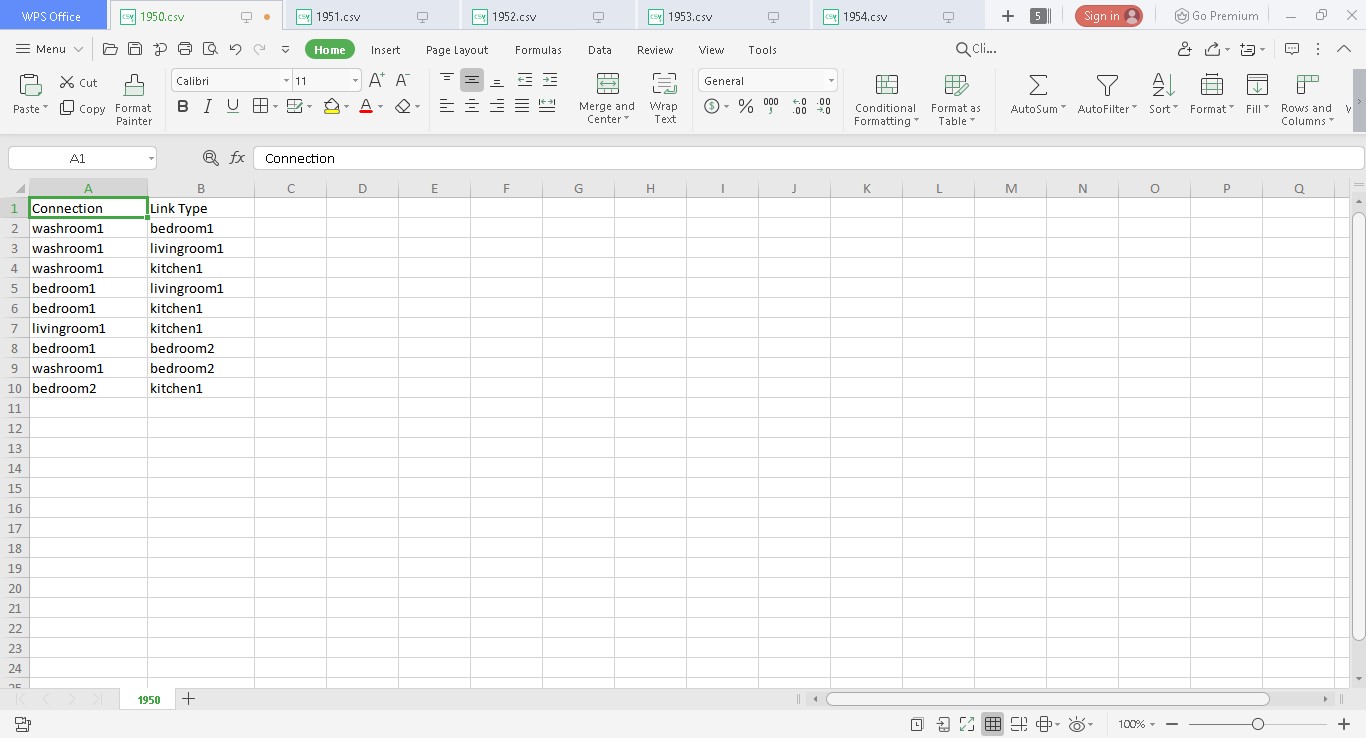 WPS Office 1950.csv 1951.csv 1952.csv 1953.csv 1954.csv 5 Sign in Go Premium
Menu Home Insert Page Layout Formulas Data Review View Tools Cli...
Paste Cut Copy Format Painter Calibri 11 A+ A- B I U A Merge and Center Wrap Text General % 000 Conditional Formatting Format as Table AutoSum AutoFilter Sort Format Fill Rows and Columns
A1 fx Connection
A B C D E F G H I J K L M N O P Q
1 Connection Link Type
2 washroom1 bedroom1
3 washroom1 livingroom1
4 washroom1 kitchen1
5 bedroom1 livingroom1
6 bedroom1 kitchen1
7 livingroom1 kitchen1
8 bedroom1 bedroom2
9 washroom1 bedroom2
10 bedroom2 kitchen1
11
12
13
14
15
16
17
18
19
20
21
22
23
24
25
1950
100%